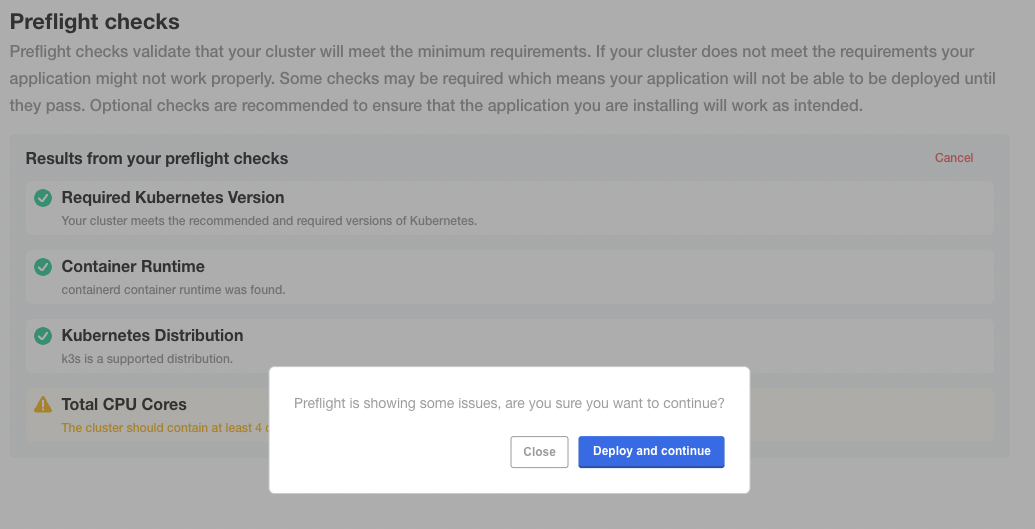 Preflight checks
Preflight checks validate that your cluster will meet the minimum requirements. If your cluster does not meet the requirements your
application might not work properly. Some checks may be required which means your application will not be able to be deployed until
they pass. Optional checks are recommended to ensure that the application you are installing will work as intended.
Results from your preflight checks
Cancel
Required Kubernetes Version
Your cluster meets the recommended and required versions of Kubernetes.
Container Runtime
containerd container runtime was found.
Kubernetes Distribution
k3s is a supported distribution.
Total CPU Cores
The cluster should contain at least 4
Preflight is showing some issues, are you sure you want to continue?
Close
Deploy and continue